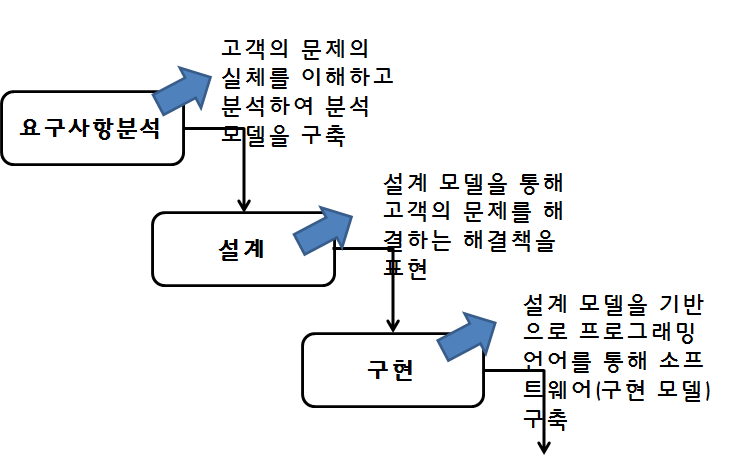 고객의 문제의
실체를 이해하고
분석하여 분석
모델을 구축
요구사항분석
설계 모델을 통해
고객의 문제를 해
결하는 해결책을
표현
설계
설계 모델을 기반
으로 프로그래밍
언어를 통해 소프
트웨어(구현 모델)
구축
구현